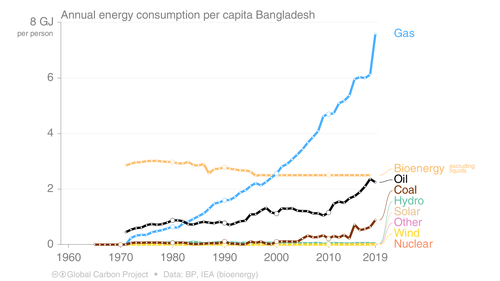 Annual energy consumption per capita Bangladesh
8 GJ
per person
6
4
2
0
1960 1970 1980 1990 2000 2010 2019
Gas
Bioenergy excluding liquids
Oil
Coal
Hydro
Solar
Other
Wind
Nuclear
Global Carbon Project • Data: BP, IEA (bioenergy)